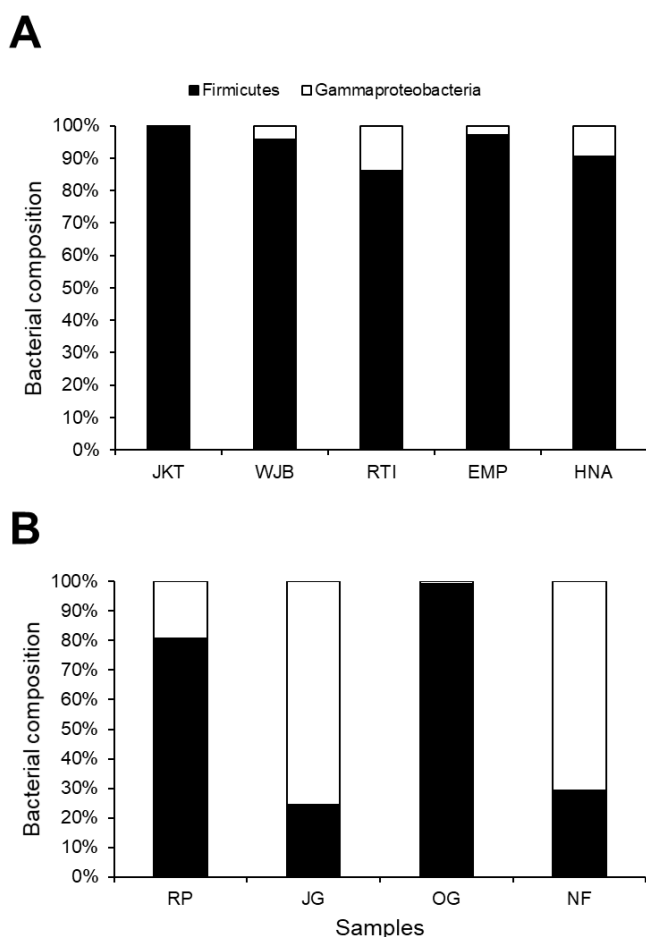 A
Firmicutes Gammaproteobacteria
100%
90%
80%
70%
60%
50%
40%
30%
20%
10%
0%
Bacterial composition
JKT WJB RTI EMP HNA
B
100%
90%
80%
70%
60%
50%
40%
30%
20%
10%
0%
Bacterial composition
RP JG OG NF
Samples